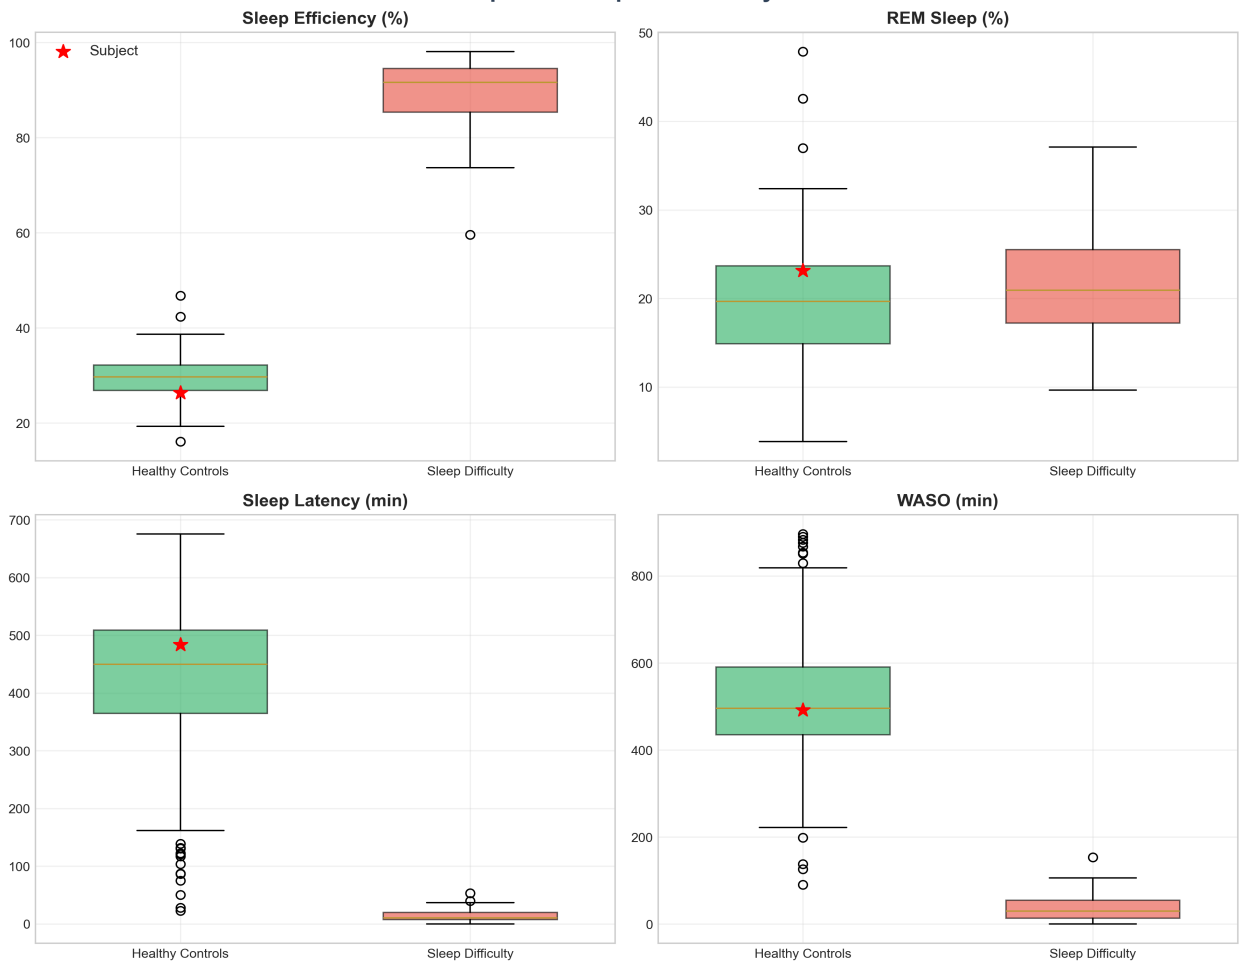 Sleep Efficiency (%)
100
80
60
40
20
Subject
Healthy Controls
Sleep Difficulty
REM Sleep (%)
50
40
30
20
10
Healthy Controls
Sleep Difficulty
Sleep Latency (min)
700
600
500
400
300
200
100
0
Healthy Controls
Sleep Difficulty
WASO (min)
800
600
400
200
0
Healthy Controls
Sleep Difficulty